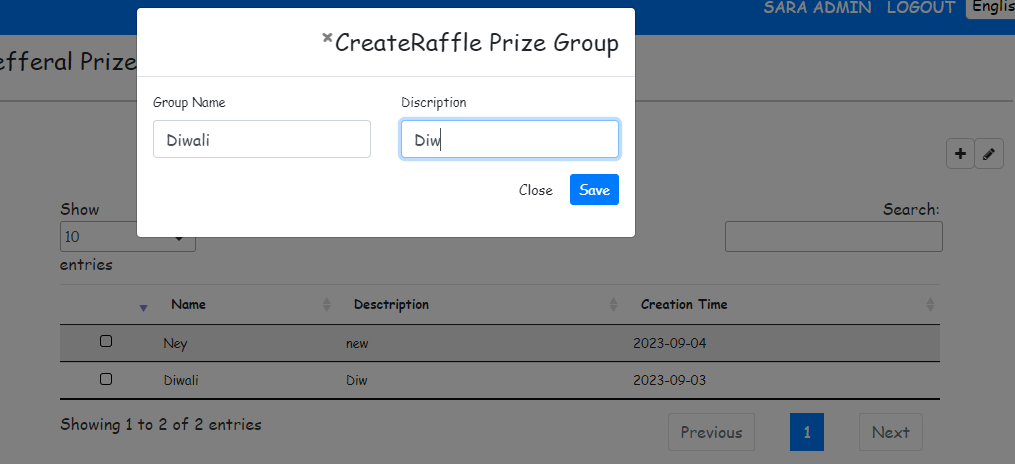 SARA ADMIN LOGOUT
efferal Prize
×CreateRaffle Prize Group
Group Name Discription
Diwali Diw
Close Save
Show
10
entries
Search:
Name Desctription Creation Time
Ney new 2023-09-04
Diwali Diw 2023-09-03
Showing 1 to 2 of 2 entries
Previous 1 Next